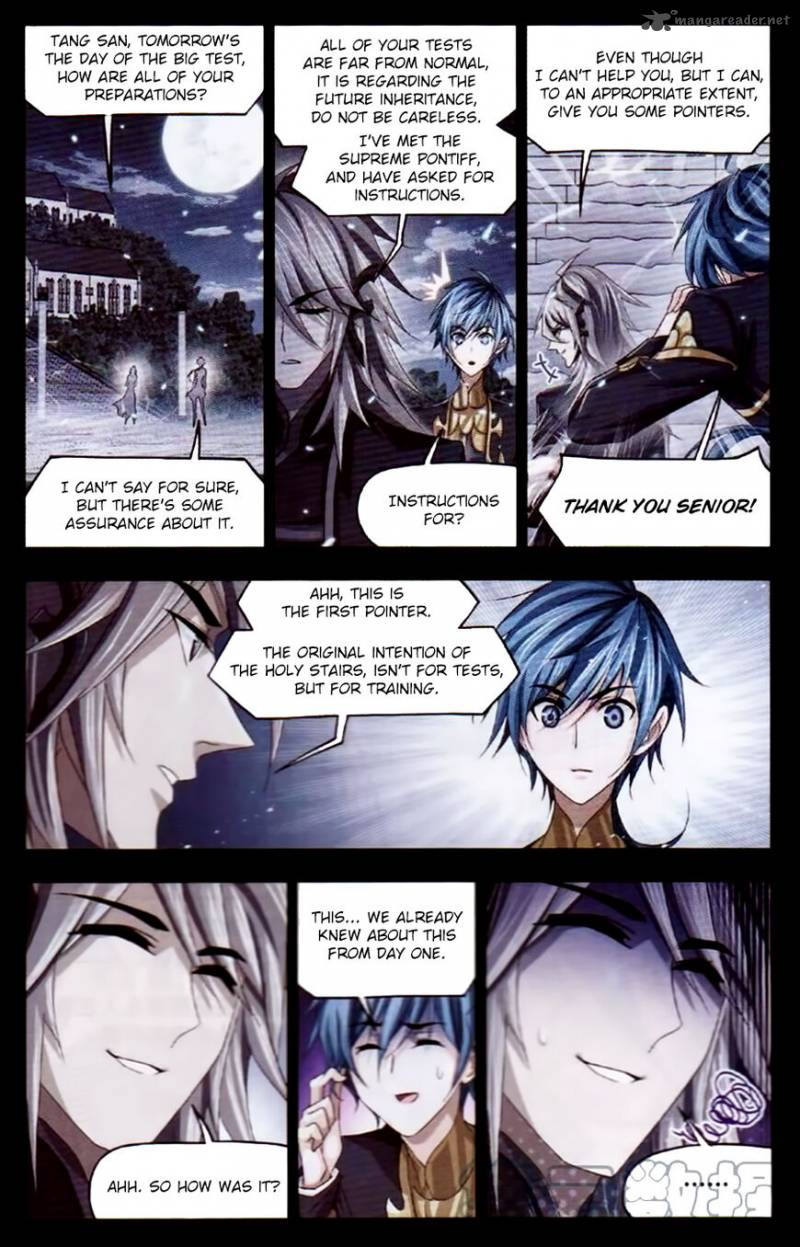 mangareader.net
TANG SAN, TOMORROW'S
THE DAY OF THE BIG TEST,
HOW ARE ALL OF YOUR
PREPARATIONS?
I CAN'T SAY FOR SURE,
BUT THERE'S SOME
ASSURANCE ABOUT IT.
ALL OF YOUR TESTS
ARE FAR FROM NORMAL,
IT IS REGARDING THE
FUTURE INHERITANCE,
DO NOT BE CARELESS.
I'VE MET THE
SUPREME PONTIFF,
AND HAVE ASKED FOR
INSTRUCTIONS.
INSTRUCTIONS
FOR?
EVEN THOUGH
I CAN'T HELP YOU, BUT I CAN,
TO AN APPROPRIATE EXTENT,
GIVE YOU SOME POINTERS.
THANK YOU SENIOR!
AHH, THIS IS
THE FIRST POINTER.
THE ORIGINAL INTENTION OF
THE HOLY STAIRS, ISN'T FOR TESTS,
BUT FOR TRAINING.
AHH. SO HOW WAS IT?
THIS... WE ALREADY
KNEW ABOUT THIS
FROM DAY ONE.
......